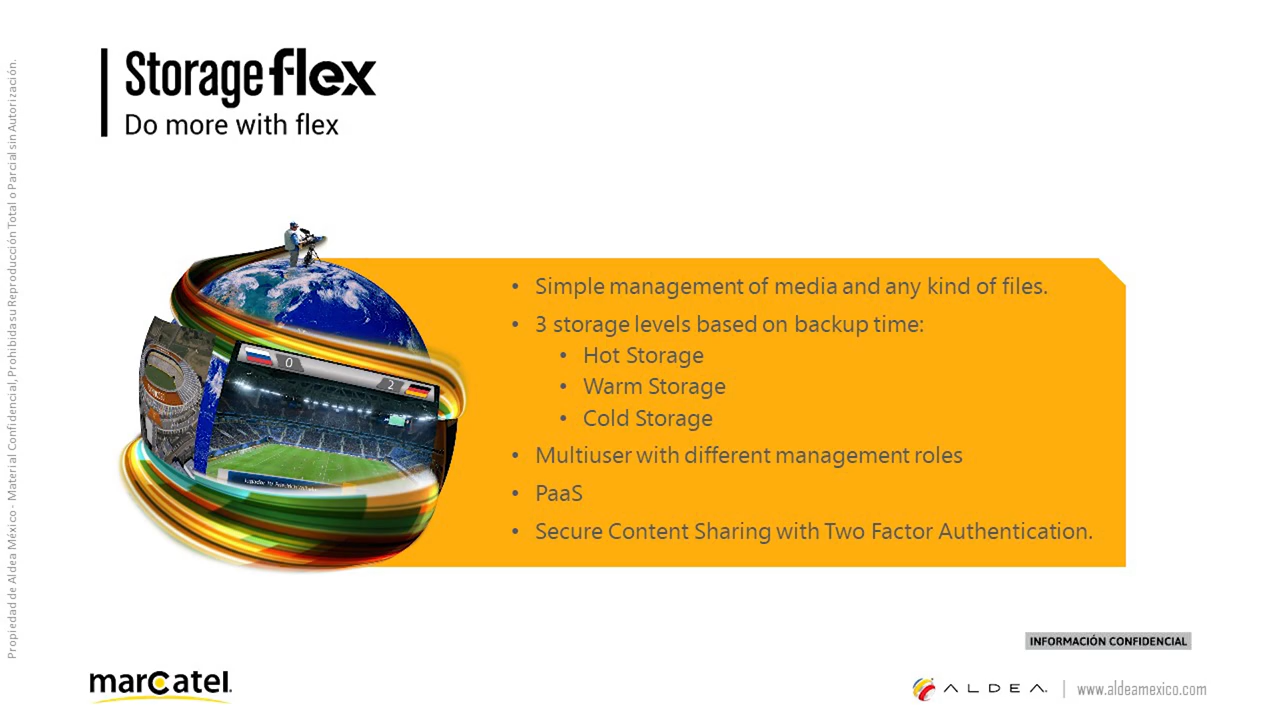 Storage flex
Do more with flex
Propiedad de Aldea México - Material Confidencial, Prohibida su Reproducción Total o Parcial sin Autorización.
0
2
• Simple management of media and any kind of files.
• 3 storage levels based on backup time:
• Hot Storage
• Warm Storage
• Cold Storage
• Multiuser with different management roles
• PaaS
• Secure Content Sharing with Two Factor Authentication.
INFORMACIÓN CONFIDENCIAL
marCatel.
ALDEA. | www.aldeamexico.com